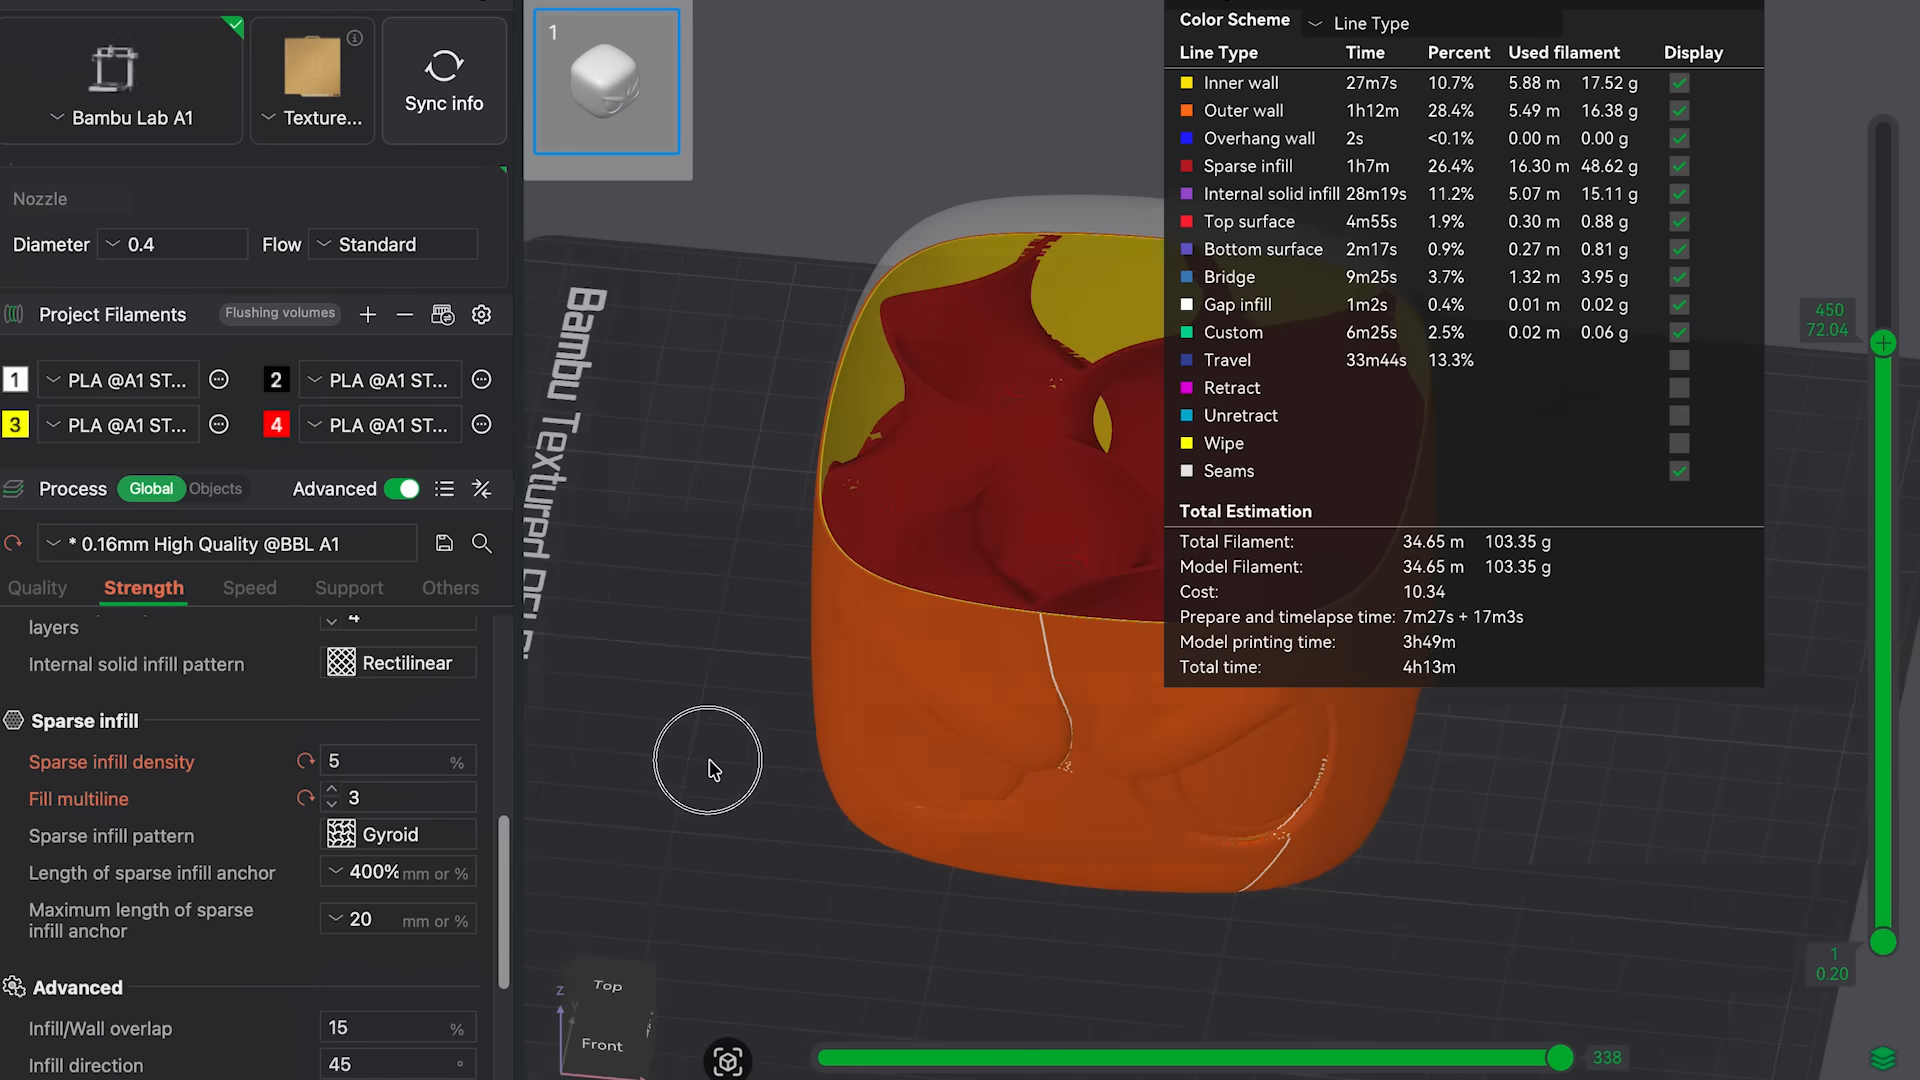 Bambu Lab A1
Texture...
Sync info
Nozzle
Diameter 0.4 Flow Standard
Project Filaments Flushing volumes
1 PLA @A1 ST... 2 PLA @A1 ST...
3 PLA @A1 ST... 4 PLA @A1 ST...
Process Global Objects Advanced
* 0.16mm High Quality @BBL A1
Quality Strength Speed Support Others
layers 4
Internal solid infill pattern Rectilinear
Sparse infill
Sparse infill density 5 %
Fill multiline 3
Sparse infill pattern Gyroid
Length of sparse infill anchor 400% mm or %
Maximum length of sparse
infill anchor 20 mm or %
Advanced
Infill/Wall overlap 15 %
Infill direction 45 °
1
Bambu Textured PEI P
Color Scheme Line Type
Line Type Time Percent Used filament Display
Inner wall 27m7s 10.7% 5.88 m 17.52 g
Outer wall 1h12m 28.4% 5.49 m 16.38 g
Overhang wall 2s <0.1% 0.00 m 0.00 g
Sparse infill 1h7m 26.4% 16.30 m 48.62 g
Internal solid infill 28m19s 11.2% 5.07 m 15.11 g
Top surface 4m55s 1.9% 0.30 m 0.88 g
Bottom surface 2m17s 0.9% 0.27 m 0.81 g
Bridge 9m25s 3.7% 1.32 m 3.95 g
Gap infill 1m2s 0.4% 0.01 m 0.02 g
Custom 6m25s 2.5% 0.02 m 0.06 g
Travel 33m44s 13.3%
Retract
Unretract
Wipe
Seams
Total Estimation
Total Filament: 34.65 m 103.35 g
Model Filament: 34.65 m 103.35 g
Cost: 10.34
Prepare and timelapse time: 7m27s + 17m3s
Model printing time: 3h49m
Total time: 4h13m
450
72.04
1
0.20
Top
Front
z
y
338